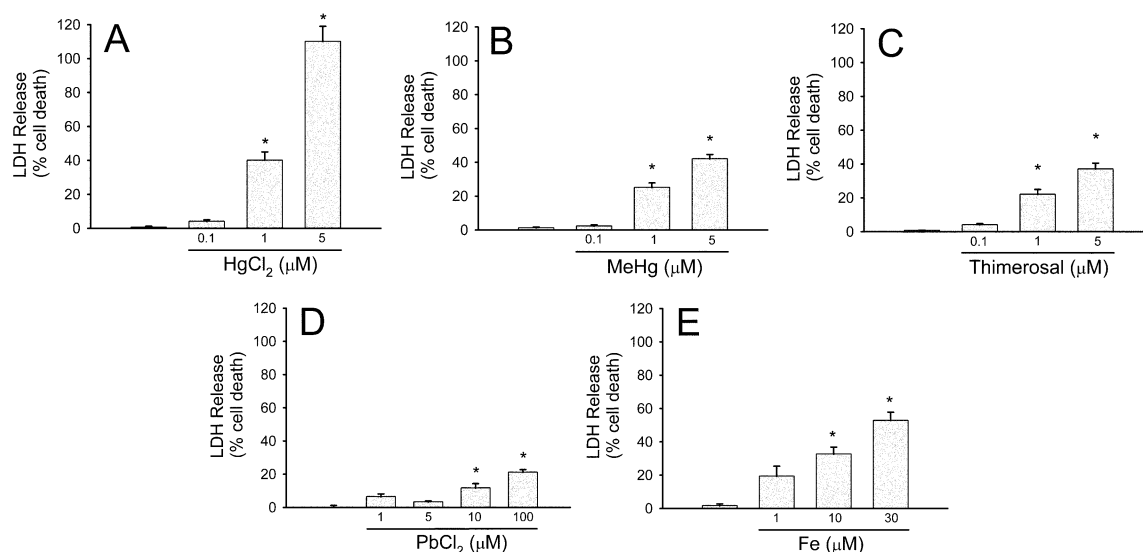 A
LDH Release
(% cell death)
120
100
80
60
40
20
0
*
*
0.1 1 5
HgCl₂ (μM)
B
LDH Release
(% cell death)
120
100
80
60
40
20
0
*
*
0.1 1 5
MeHg (μM)
C
LDH Release
(% cell death)
120
100
80
60
40
20
0
*
*
0.1 1 5
Thimerosal (μM)
D
LDH Release
(% cell death)
120
100
80
60
40
20
0
*
*
1 5 10 100
PbCl₂ (μM)
E
LDH Release
(% cell death)
120
100
80
60
40
20
0
*
*
1 10 30
Fe (μM)